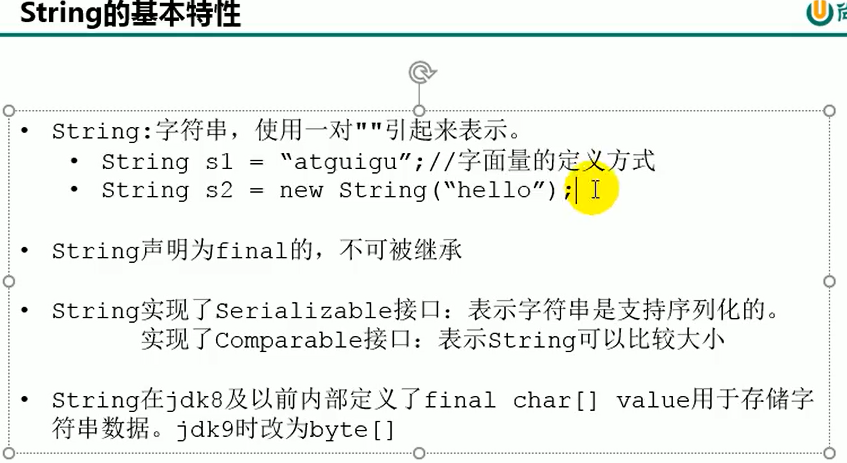 String的基本特性
• String:字符串，使用一对""引起来表示。
• String s1 = “atguigu”;//字面量的定义方式
• String s2 = new String(“hello”);
• String声明为final的，不可被继承
• String实现了Serializable接口：表示字符串是支持序列化的。
实现了Comparable接口：表示String可以比较大小
• String在jdk8及以前内部定义了final char[] value用于存储字
符串数据。jdk9时改为byte[]